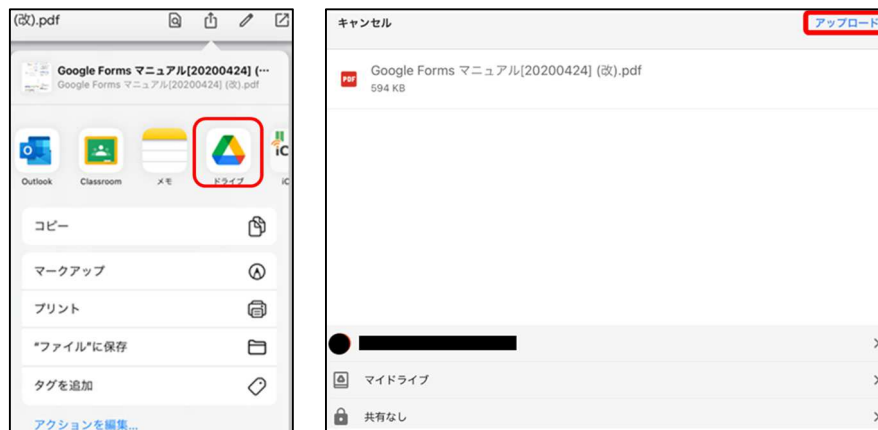 (改).pdf
Google Forms マニュアル[20200424] (…
Google Forms マニュアル[20200424] (改).pdf
Outlook
Classroom
メモ
ドライブ
iC
コピー
マークアップ
プリント
"ファイル"に保存
タグを追加
アクションを編集...
キャンセル
アップロード
PDF
Google Forms マニュアル[20200424] (改).pdf
594 KB
マイドライブ
共有なし